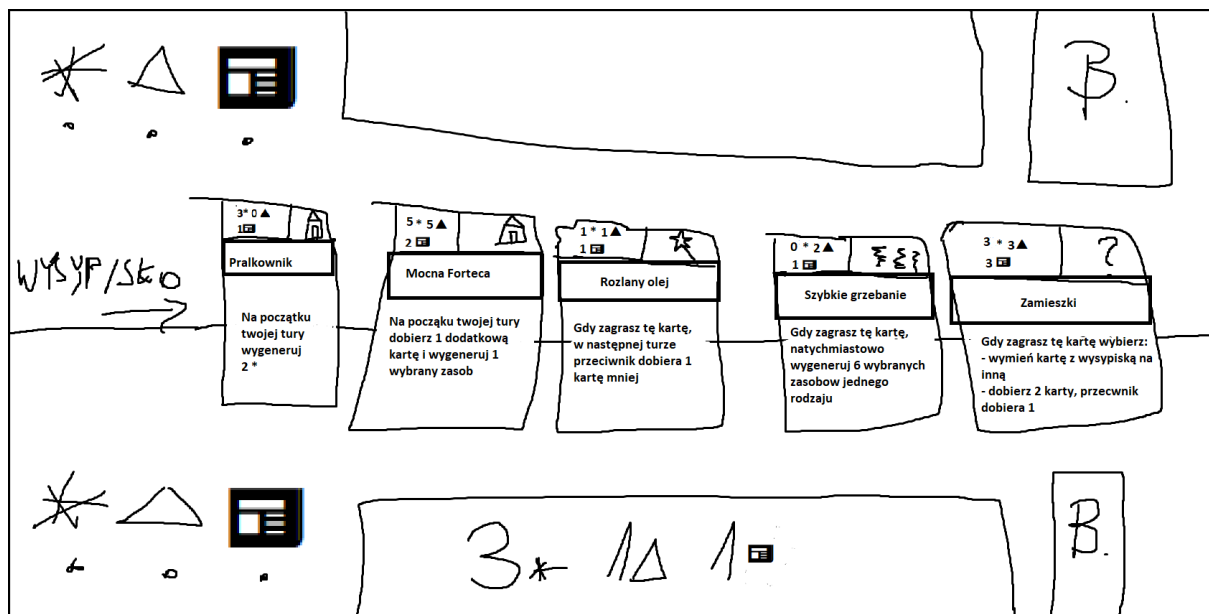 B.
WYSYP/SKO
3* 0▲
1
Pralkownik
Na początku
twojej tury
wygeneruj
2 *
5 * 5▲
2
Mocna Forteca
Na począku twojej tury
dobierz 1 dodatkową
kartę i wygeneruj 1
wybrany zasob
1 * 1▲
1
Rozlany olej
Gdy zagrasz tę kartę,
w następnej turze
przeciwnik dobiera 1
kartę mniej
0 * 2▲
1
Szybkie grzebanie
Gdy zagrasz tę kartę,
natychmiastowo
wygeneruj 6 wybranych
zasobow jednego
rodzaju
3 * 3▲
3
?
Zamieszki
Gdy zagrasz tę kartę wybierz:
- wymień kartę z wysypiską na
inną
- dobierz 2 karty, przecwnik
dobiera 1
3* 1△ 1
B.